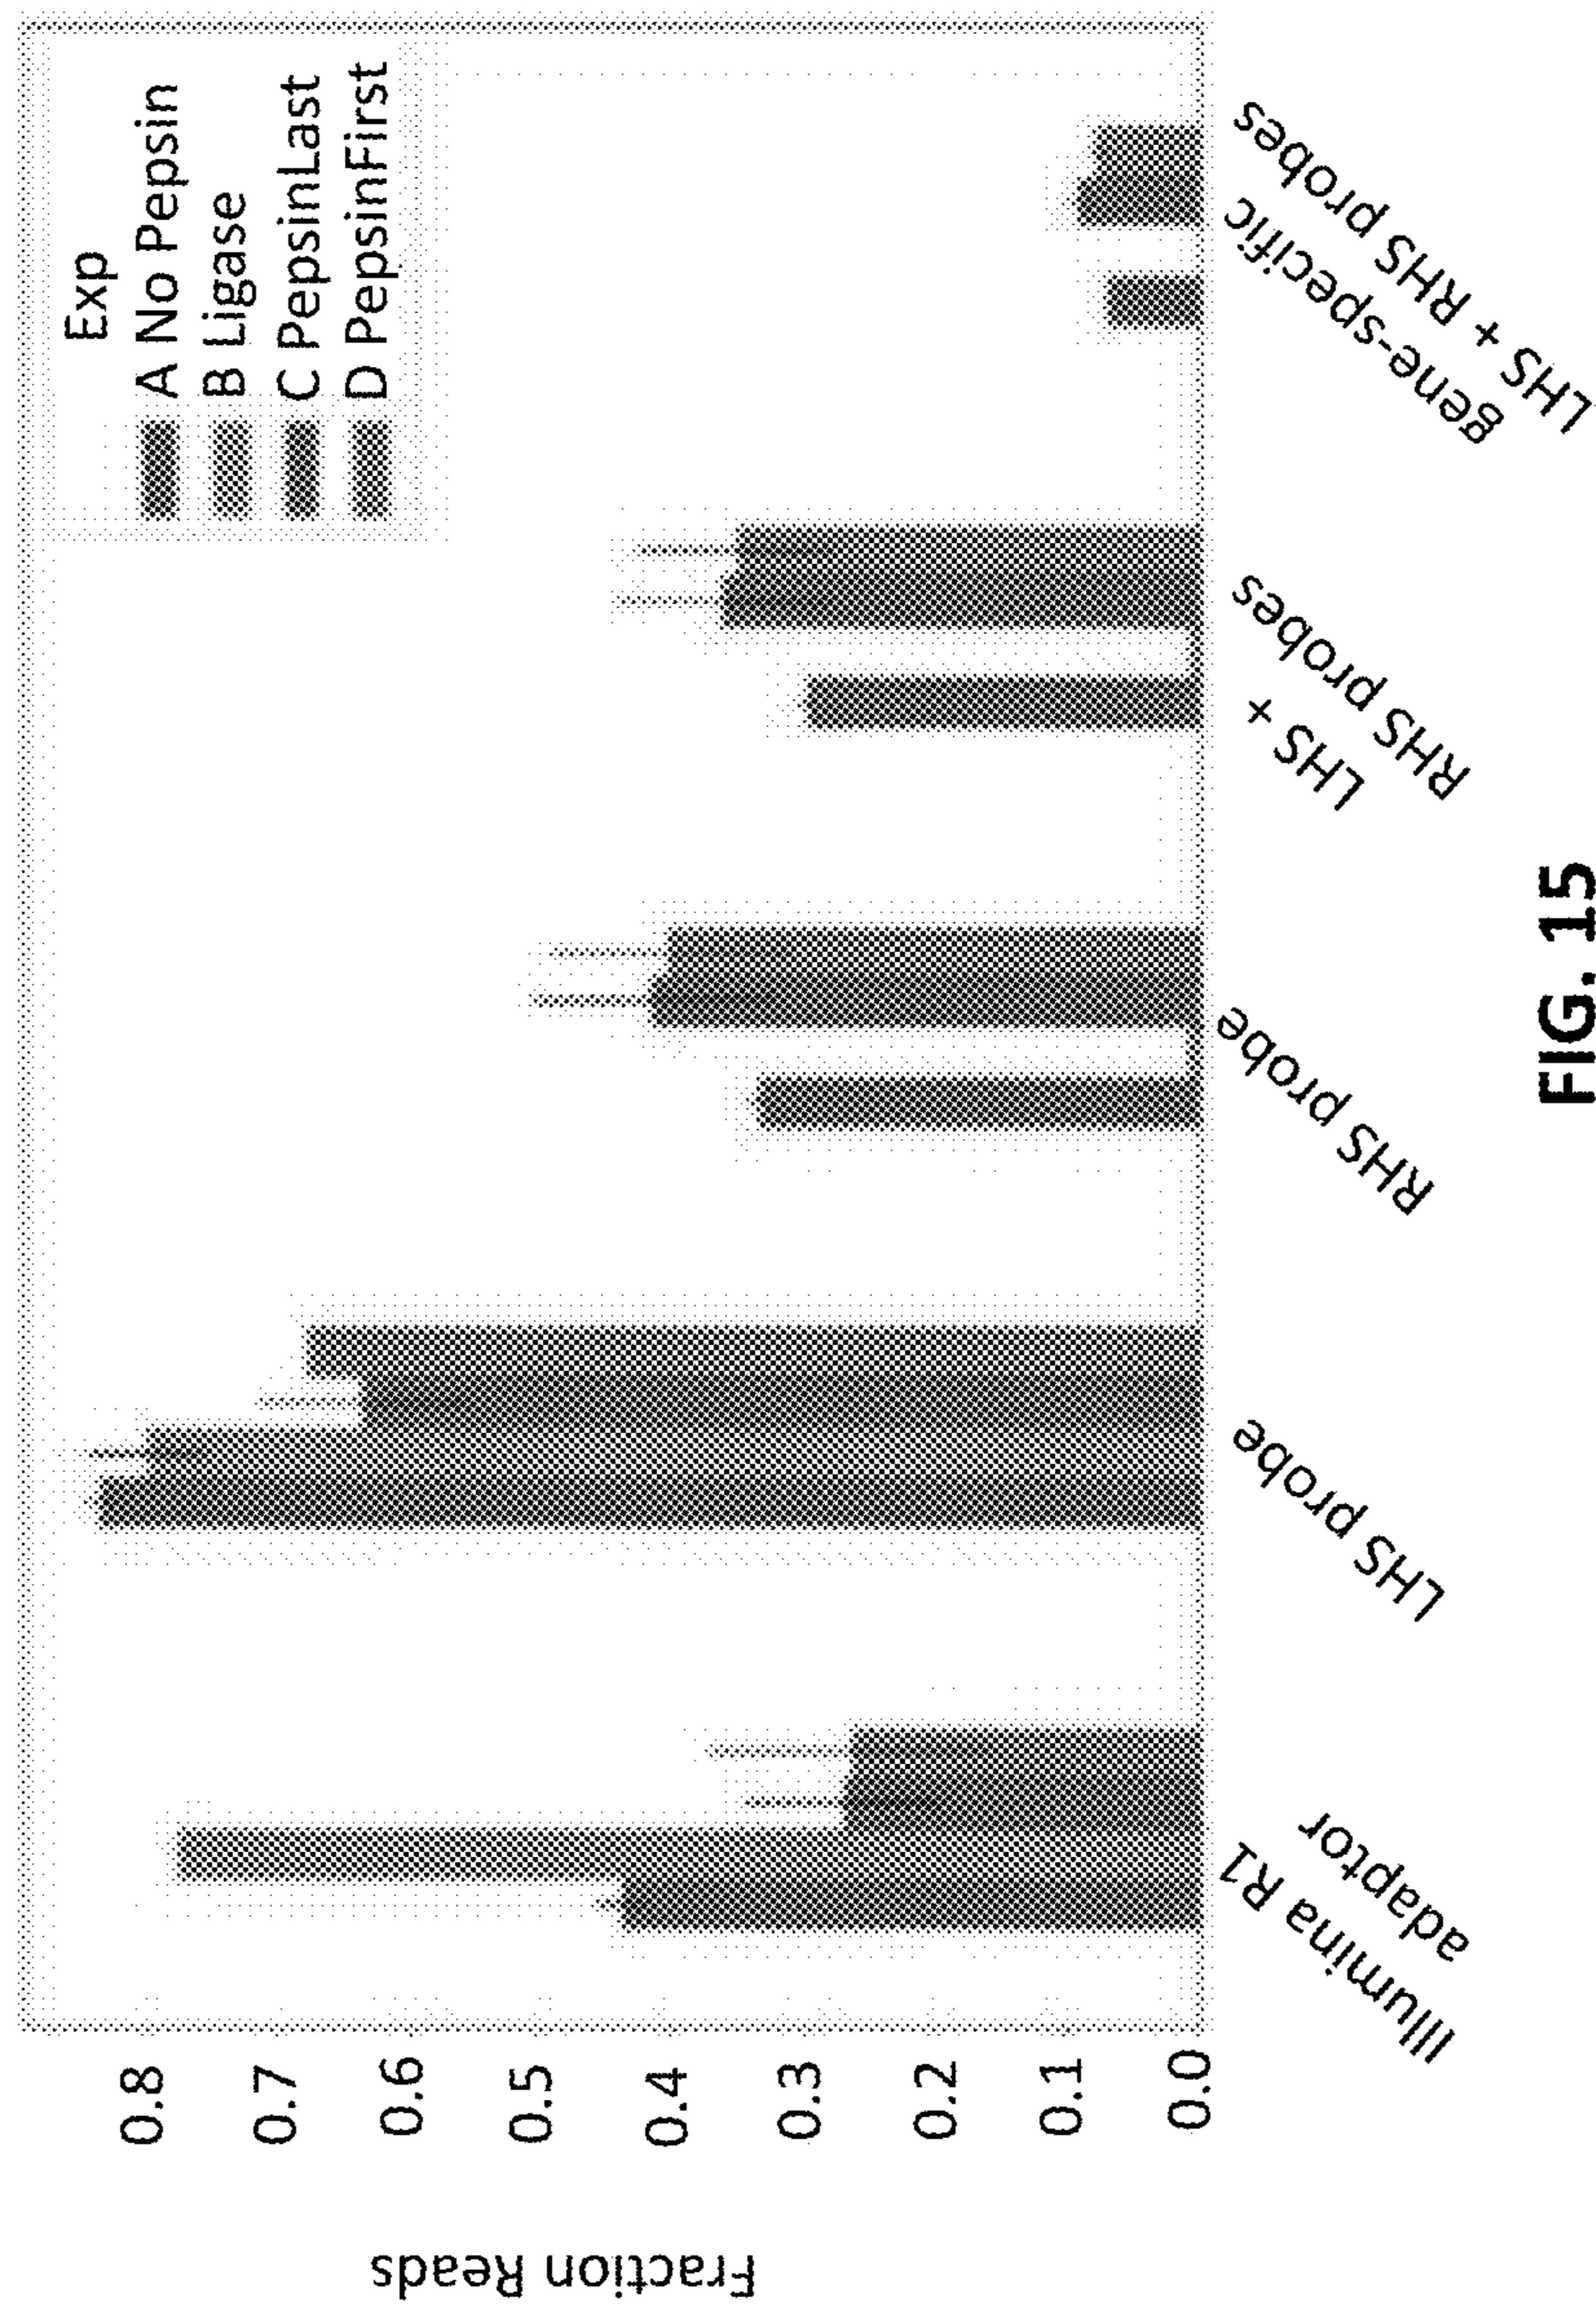 Fraction Reads
0.8
0.7
0.6
0.5
0.4
0.3
0.2
0.1
0.0
Exp
A No Pepsin
B Ligase
C PepsinLast
D PepsinFirst
Illumina R1
adaptor
LHS probe
RHS probe
LHS +
RHS probes
gene-specific
LHS + RHS probes
FIG. 15